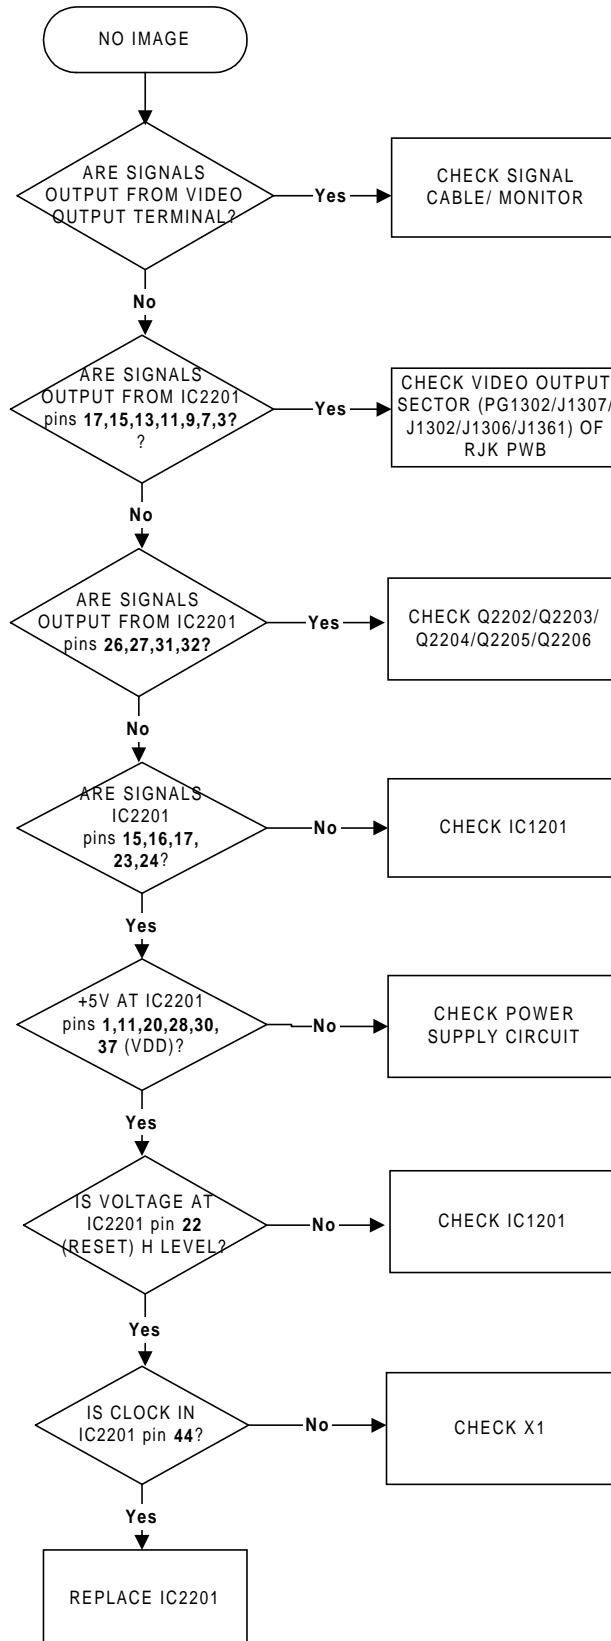 NO IMAGE
ARE SIGNALS
OUTPUT FROM VIDEO
OUTPUT TERMINAL?
Yes
CHECK SIGNAL
CABLE/ MONITOR
No
ARE SIGNALS
OUTPUT FROM IC2201
pins 17,15,13,11,9,7,3?
?
Yes
CHECK VIDEO OUTPUT
SECTOR (PG1302/J1307/
J1302/J1306/J1361) OF
RJK PWB
No
ARE SIGNALS
OUTPUT FROM IC2201
pins 26,27,31,32?
Yes
CHECK Q2202/Q2203/
Q2204/Q2205/Q2206
No
ARE SIGNALS
IC2201
pins 15,16,17,
23,24?
No
CHECK IC1201
Yes
+5V AT IC2201
pins 1,11,20,28,30,
37 (VDD)?
No
CHECK POWER
SUPPLY CIRCUIT
Yes
IS VOLTAGE AT
IC2201 pin 22
(RESET) H LEVEL?
No
CHECK IC1201
Yes
IS CLOCK IN
IC2201 pin 44?
No
CHECK X1
Yes
REPLACE IC2201